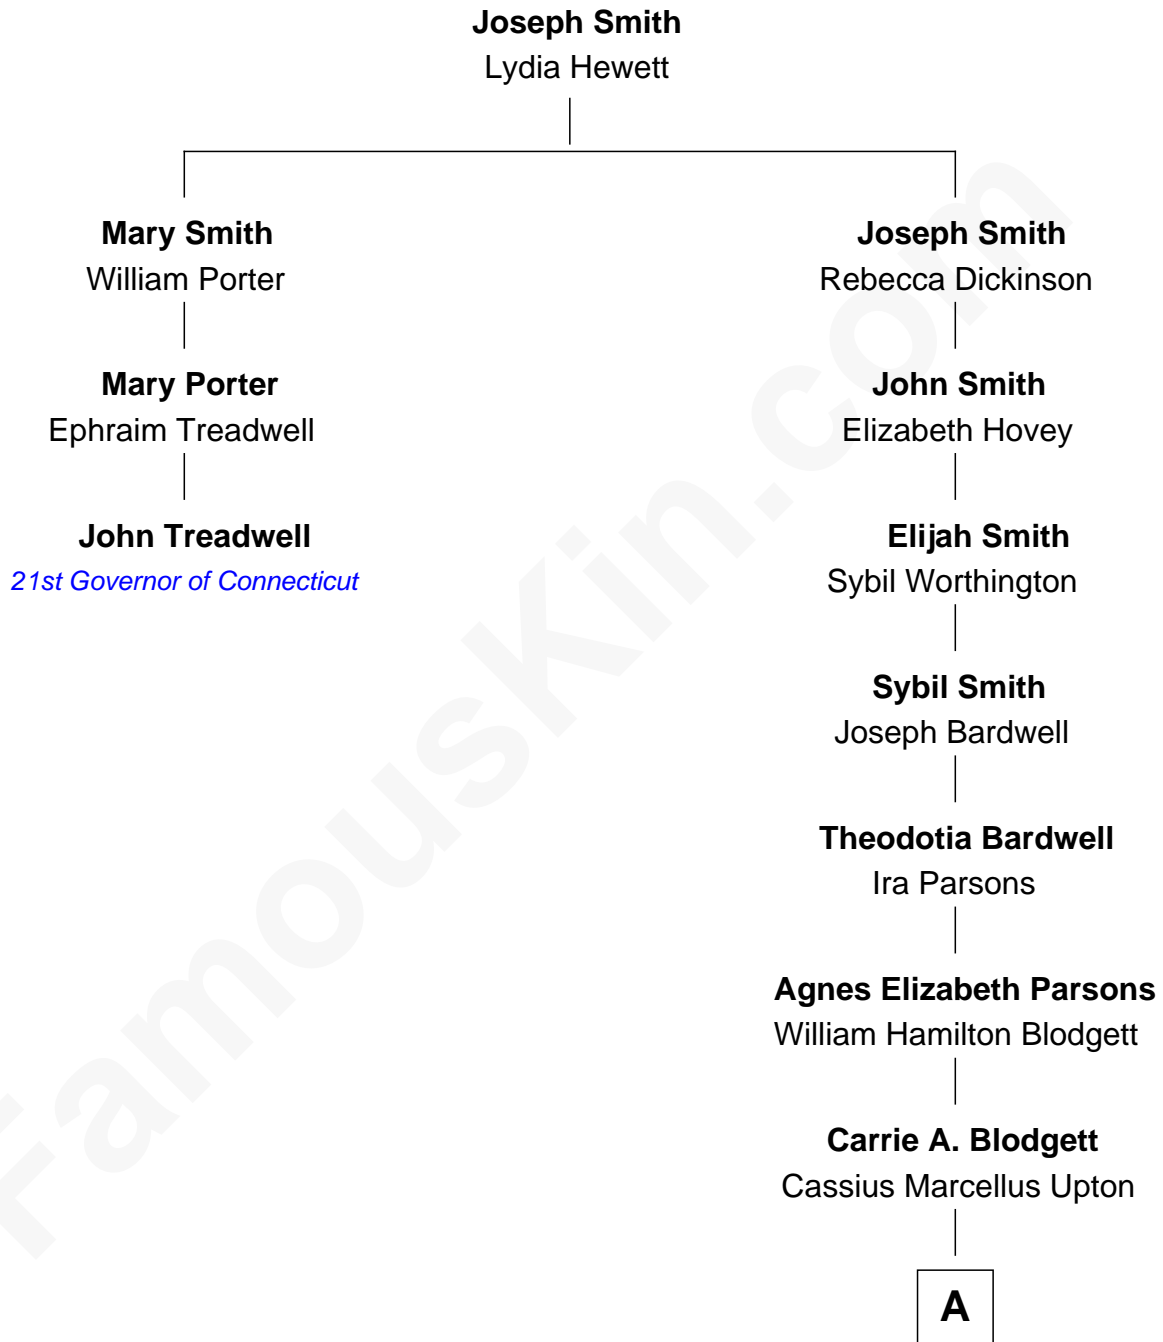 Joseph Smith
Lydia Hewett
Mary Smith
William Porter
Mary Porter
Ephraim Treadwell
John Treadwell
21st Governor of Connecticut
Joseph Smith
Rebecca Dickinson
John Smith
Elizabeth Hovey
Elijah Smith
Sybil Worthington
Sybil Smith
Joseph Bardwell
Theodotia Bardwell
Ira Parsons
Agnes Elizabeth Parsons
William Hamilton Blodgett
Carrie A. Blodgett
Cassius Marcellus Upton
A
FamousKin.com